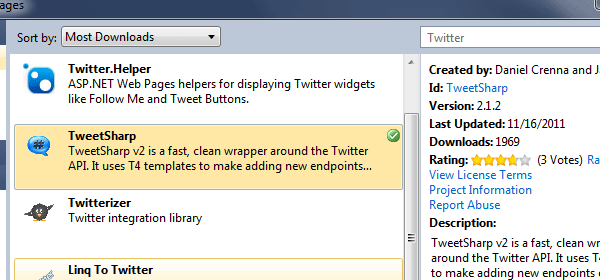 ages
Sort by: Most Downloads
Twitter
Twitter.Helper
ASP.NET Web Pages helpers for displaying Twitter widgets
like Follow Me and Tweet Buttons.
TweetSharp
TweetSharp v2 is a fast, clean wrapper around the Twitter
API. It uses T4 templates to make adding new endpoints...
Twitterizer
Twitter integration library
Linq To Twitter
Created by: Daniel Crenna and J
Id: TweetSharp
Version: 2.1.2
Last Updated: 11/16/2011
Downloads: 1969
Rating: (3 Votes) Ra
View License Terms
Project Information
Report Abuse
Description:
TweetSharp v2 is a fast, clea
around the Twitter API. It uses T
to make adding new endpoint